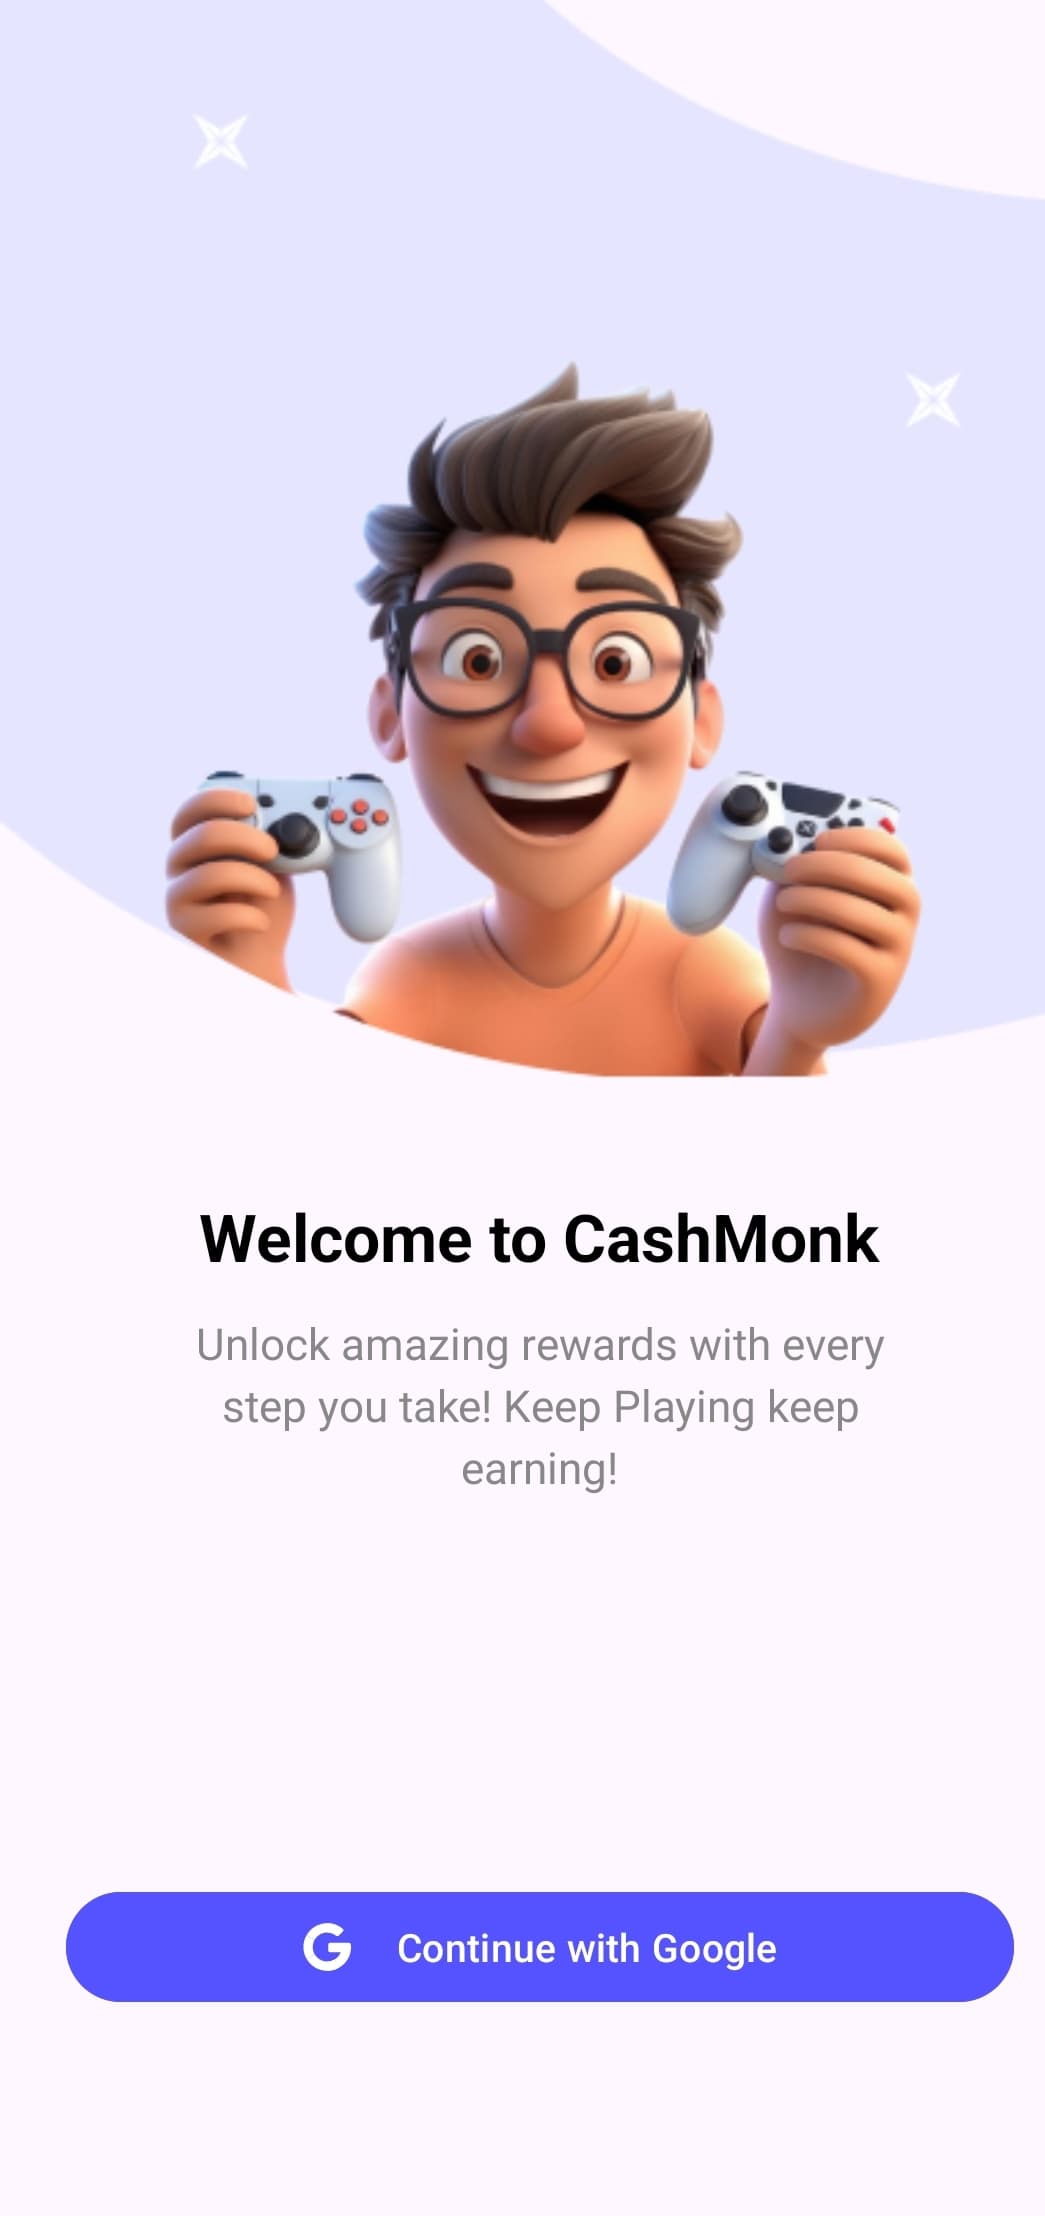 Welcome to CashMonk
Unlock amazing rewards with every
step you take! Keep Playing keep
earning!
Continue with Google